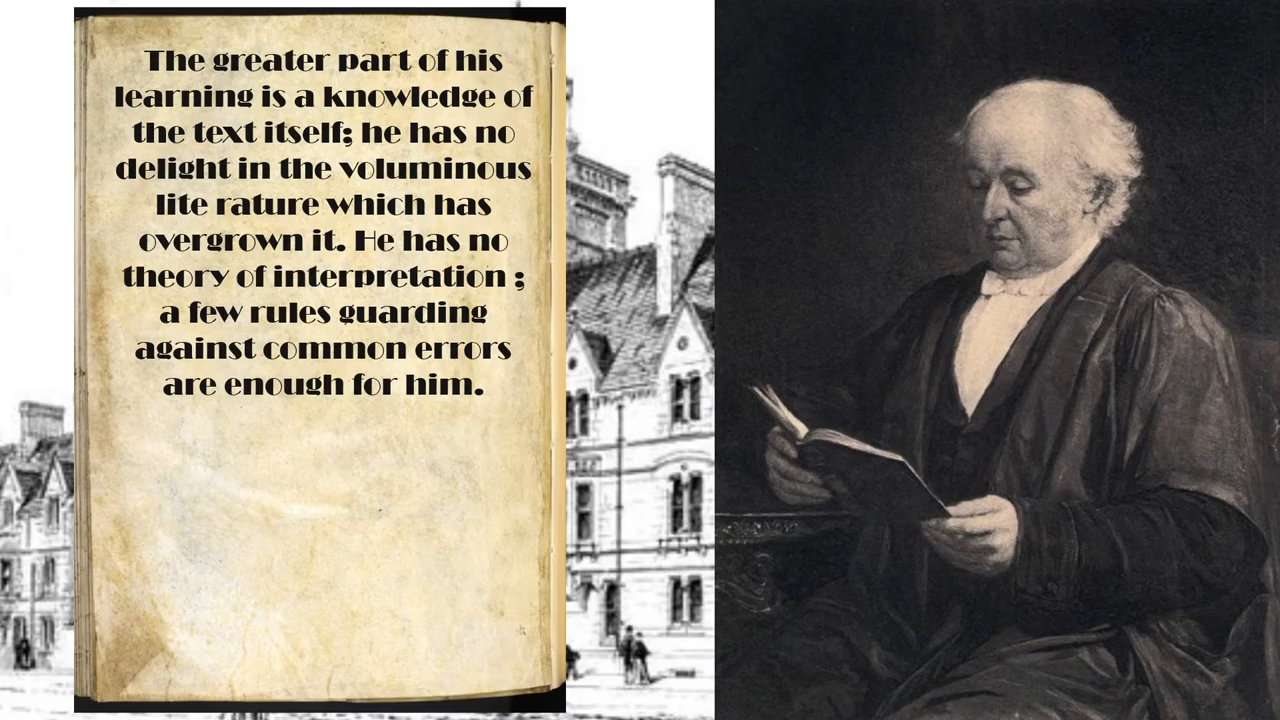 The greater part of his
learning is a knowledge of
the text itself; he has no
delight in the voluminous
lite rature which has
overgrown it. He has no
theory of interpretation ;
a few rules guarding
against common errors
are enough for him.